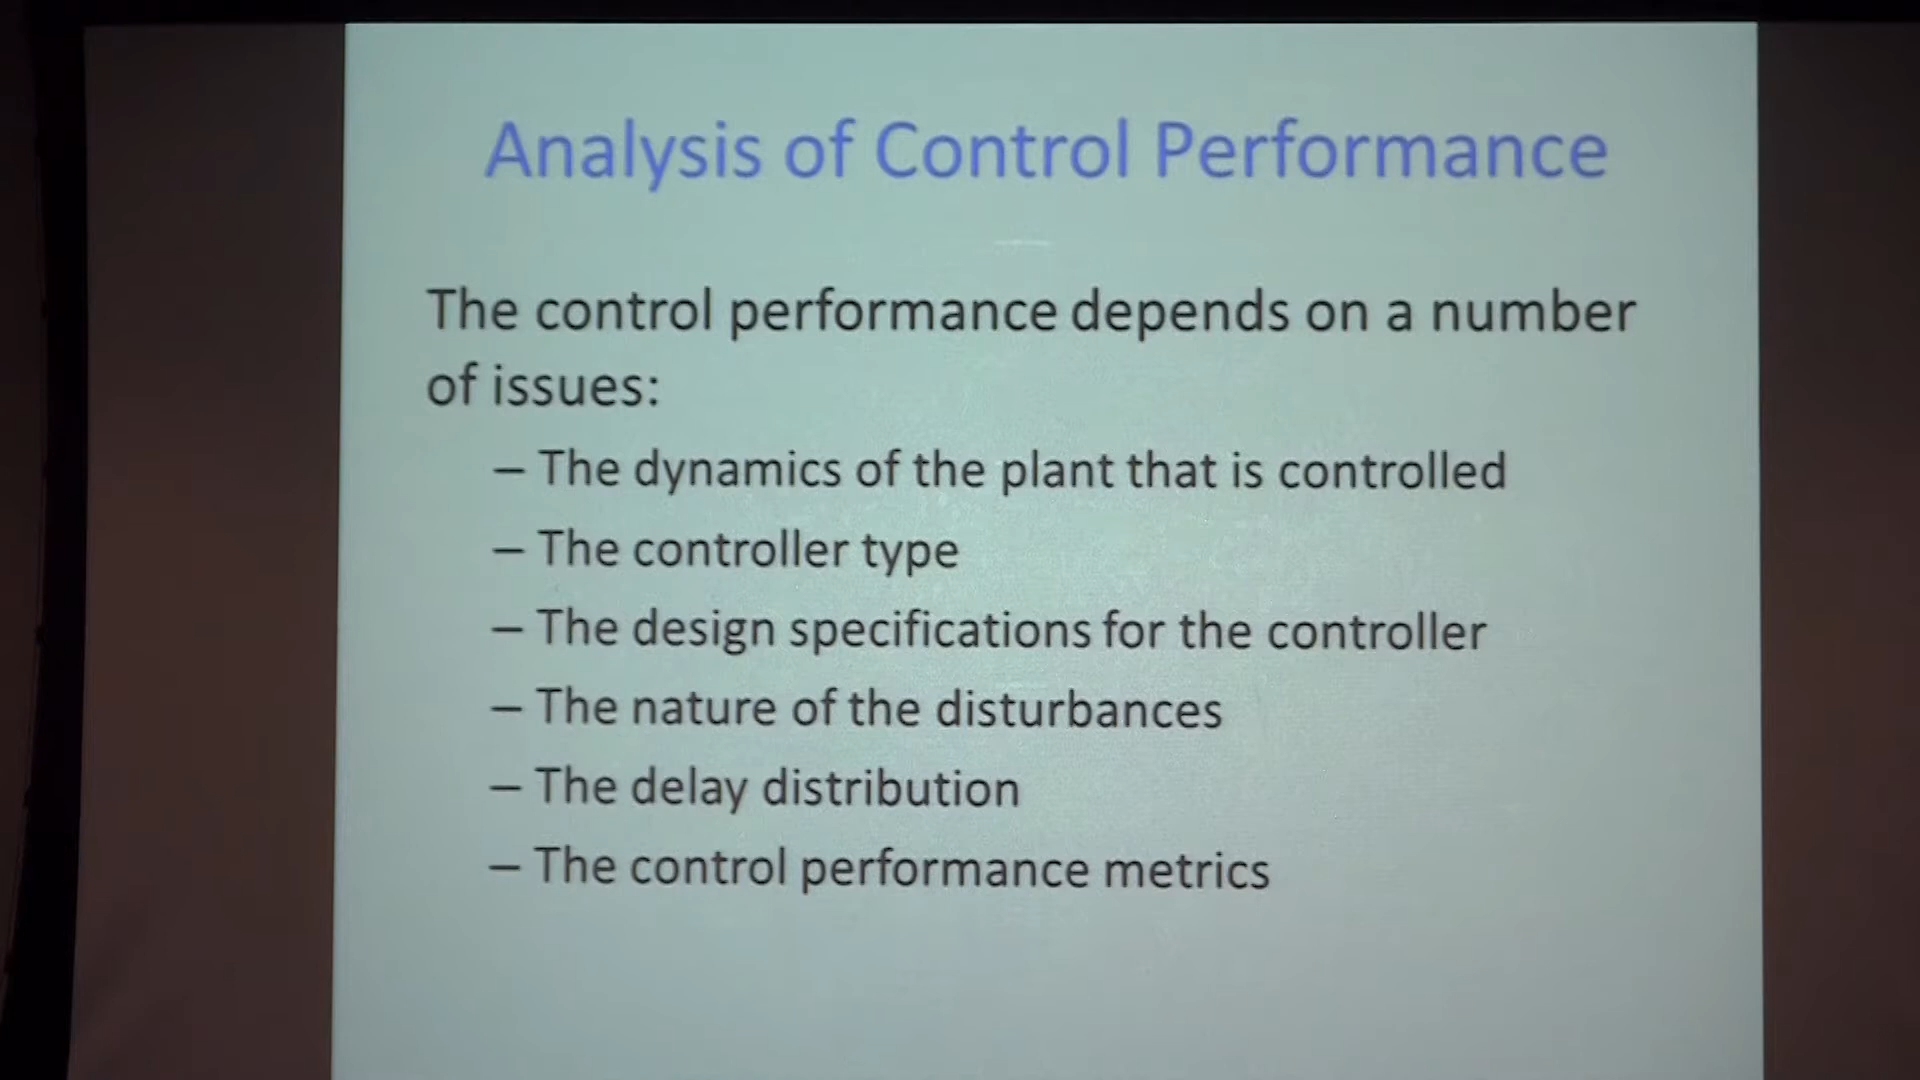 Analysis of Control Performance
The control performance depends on a number
of issues:
– The dynamics of the plant that is controlled
– The controller type
– The design specifications for the controller
– The nature of the disturbances
– The delay distribution
– The control performance metrics